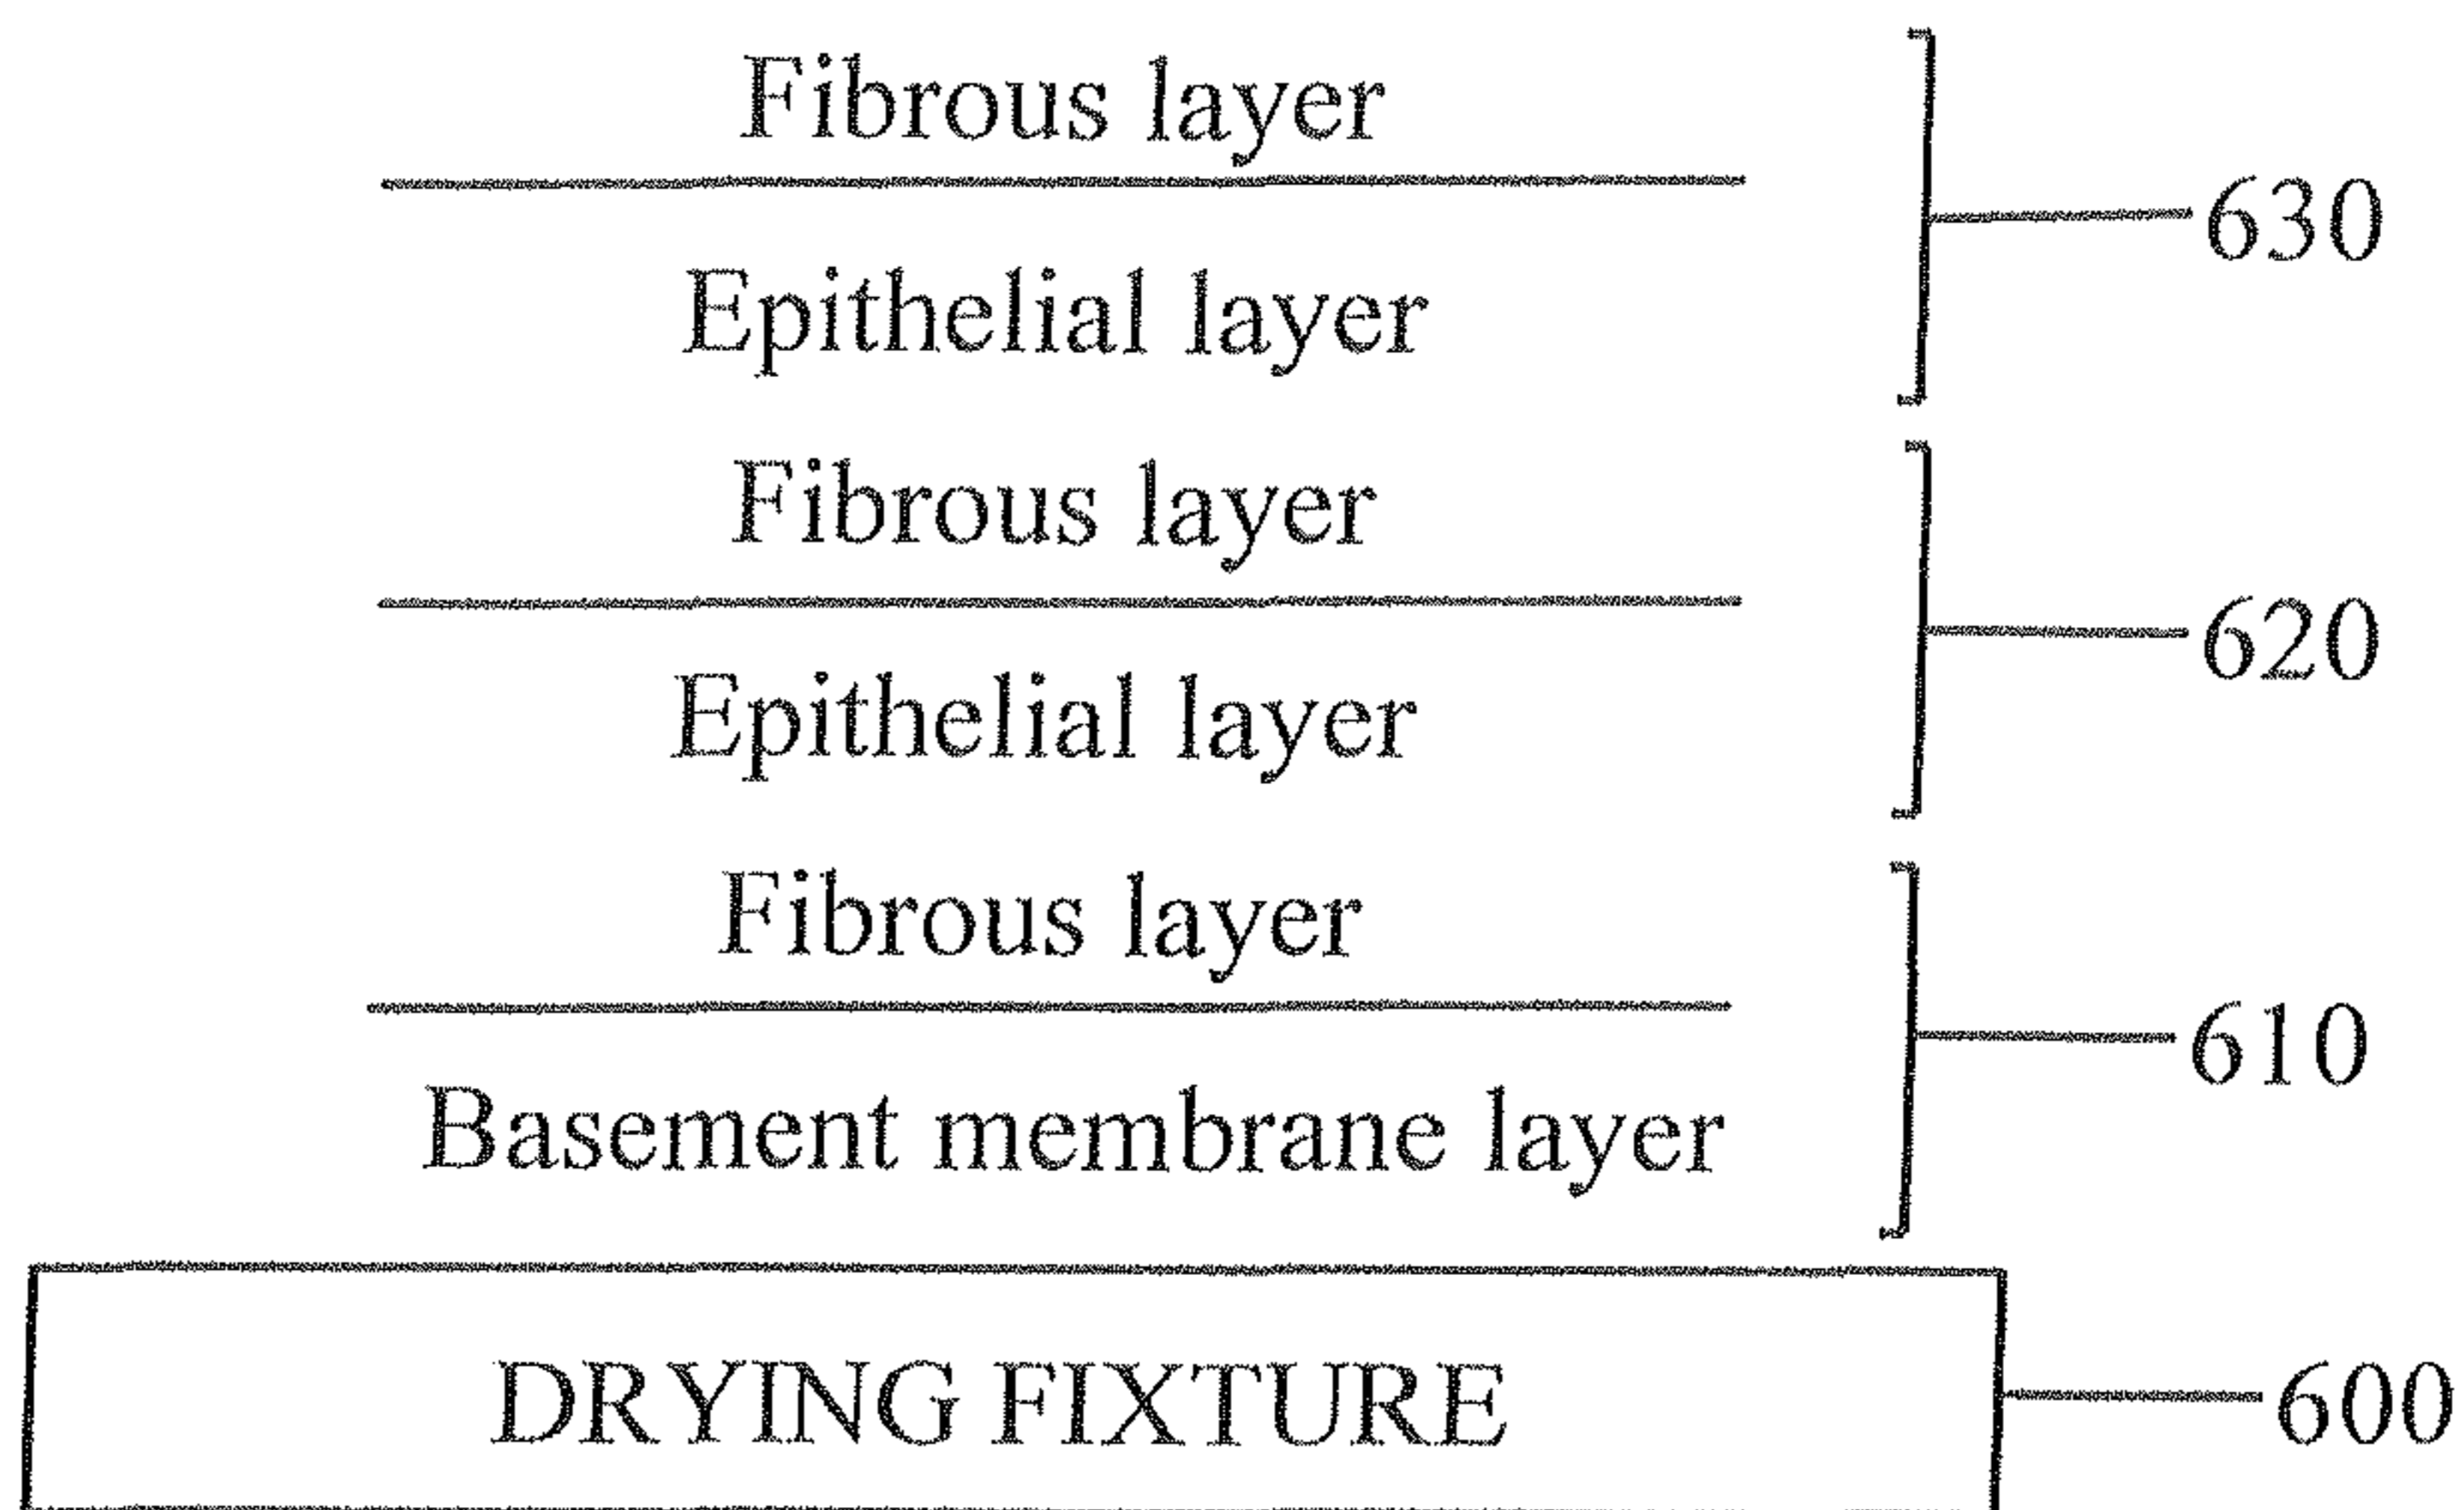 Fibrous layer
630
Epithelial layer
Fibrous layer
620
Epithelial layer
Fibrous layer
610
Basement membrane layer
DRYING FIXTURE 600